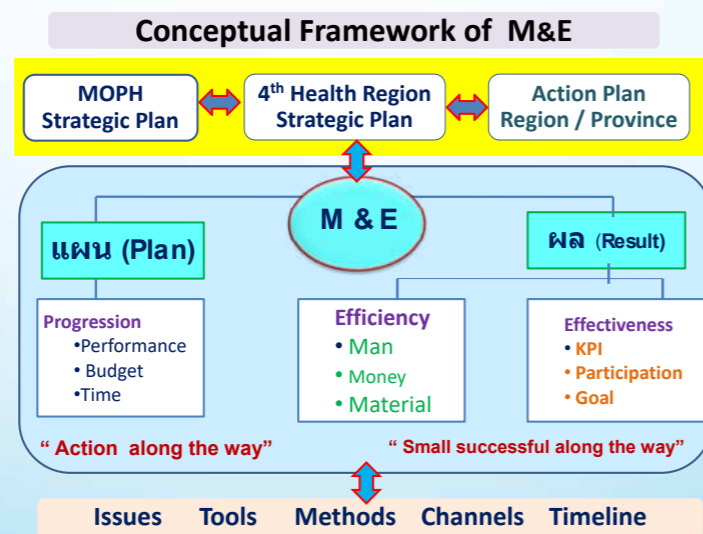 Conceptual Framework of M&E
MOPH
Strategic Plan
4th Health Region
Strategic Plan
Action Plan
Region / Province
M & E
แผน (Plan)
ผล (Result)
Progression
•Performance
• Budget
•Time
Efficiency
• Man
• Money
• Material
Effectiveness
• KPI
• Participation
• Goal
“ Action along the way”
“ Small successful along the way”
Issues Tools Methods Channels Timeline